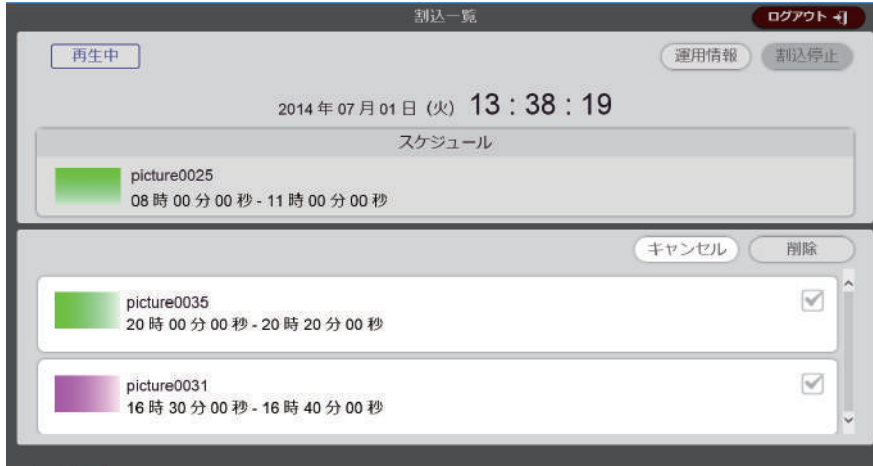 割込一覧
ログアウト
再生中
運用情報
割込停止
2014 年 07 月 01 日 (火) 13 : 38 : 19
スケジュール
picture0025
08 時 00 分 00 秒 - 11 時 00 分 00 秒
キャンセル
削除
picture0035
20 時 00 分 00 秒 - 20 時 20 分 00 秒
picture0031
16 時 30 分 00 秒 - 16 時 40 分 00 秒